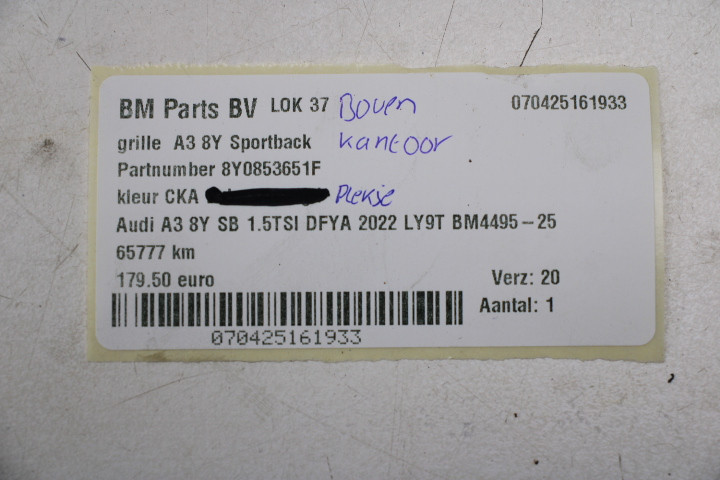 BM Parts BV LOK 37 Boven 070425161933
grille A3 8Y Sportback kantoor
Partnumber 8Y0853651F
kleur CKA Plekje
Audi A3 8Y SB 1.5TSI DFYA 2022 LY9T BM4495-25
65777 km
179.50 euro Verz: 20
Aantal: 1
070425161933